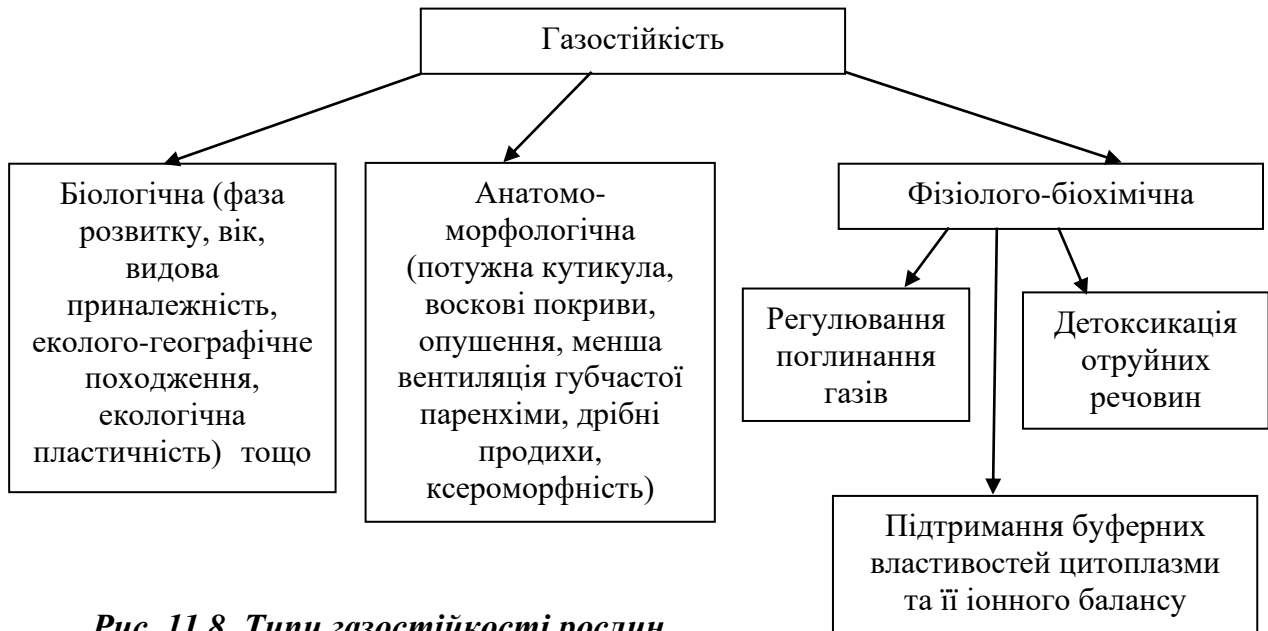 Газостійкість
Біологічна (фаза
розвитку, вік,
видова
приналежність,
еколого-географічне
походження,
екологічна
пластичність) тощо
Анатомо-
морфологічна
(потужна кутикула,
воскові покриви,
опушення, менша
вентиляція губчастої
паренхіми, дрібні
продихи,
ксероморфність)
Фізіолого-біохімічна
Регулювання
поглинання
газів
Детоксикація
отруйних
речовин
Підтримання буферних
властивостей цитоплазми
та її іонного балансу
Рис. 11.8. Типи газостійкості рослин